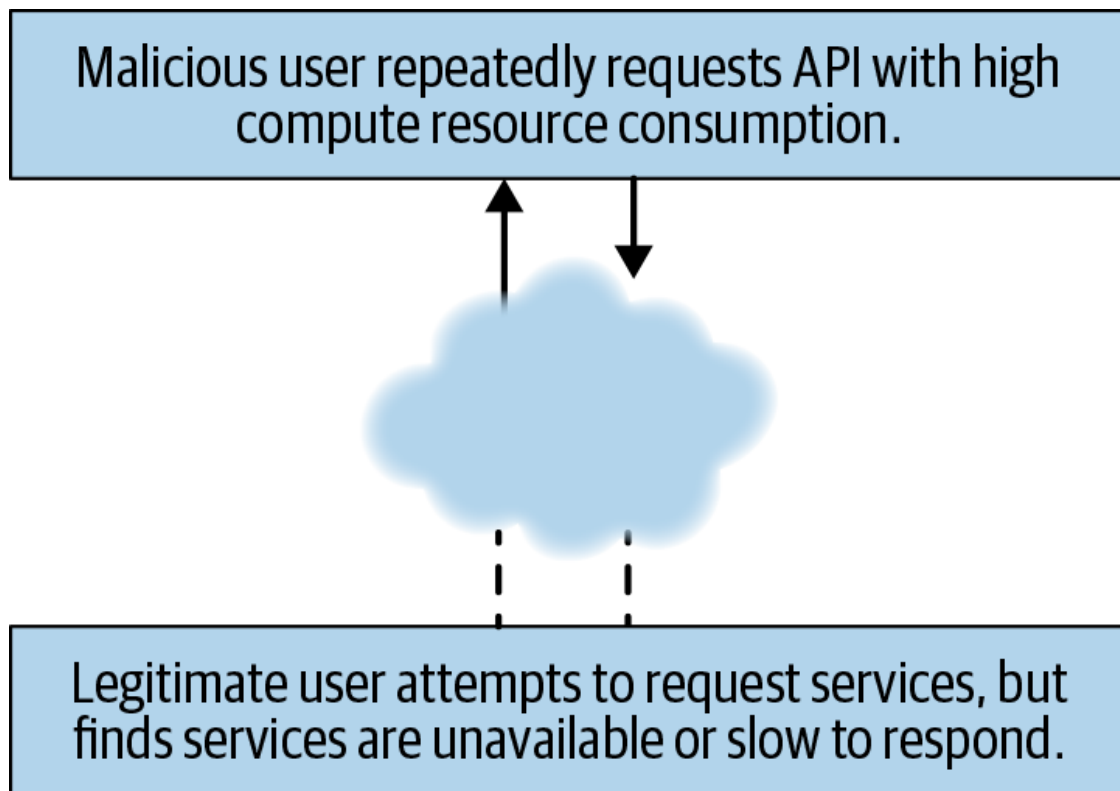 Malicious user repeatedly requests API with high
compute resource consumption.
Legitimate user attempts to request services, but
finds services are unavailable or slow to respond.